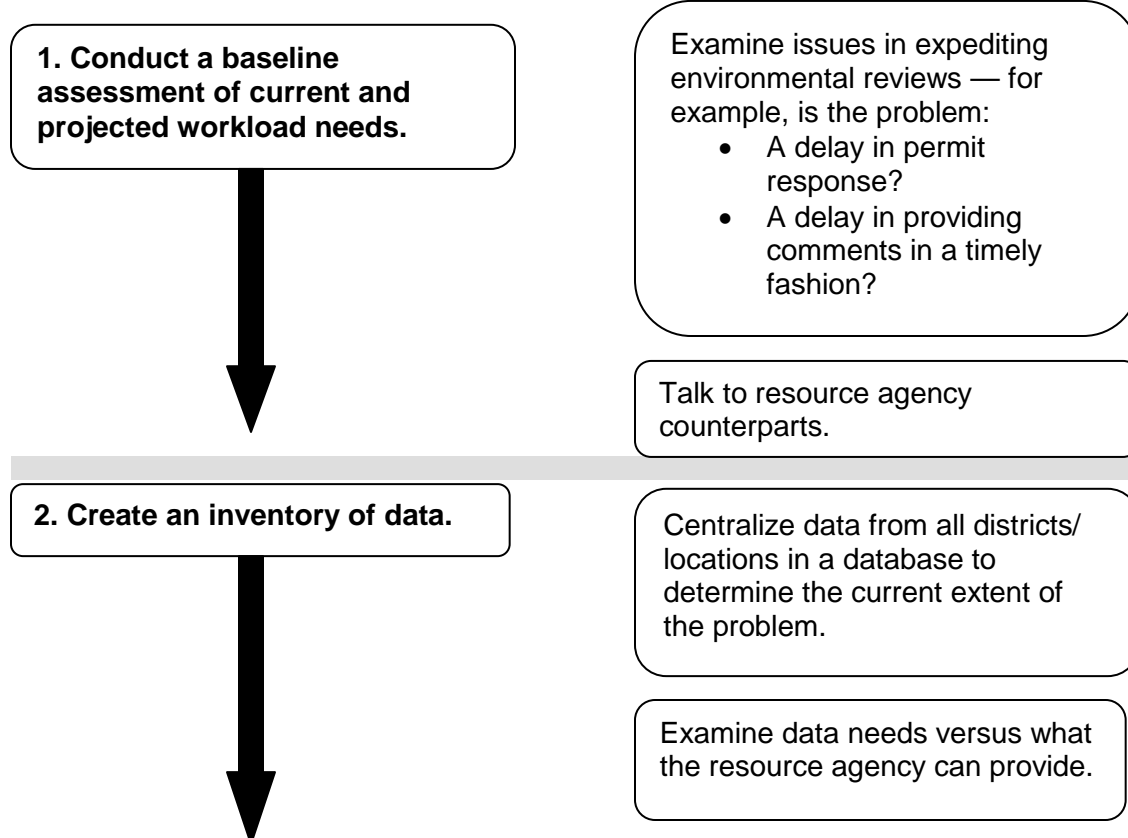 1. Conduct a baseline
assessment of current and
projected workload needs.
Examine issues in expediting
environmental reviews — for
example, is the problem:
• A delay in permit
response?
• A delay in providing
comments in a timely
fashion?
Talk to resource agency
counterparts.
2. Create an inventory of data.
Centralize data from all districts/
locations in a database to
determine the current extent of
the problem.
Examine data needs versus what
the resource agency can provide.